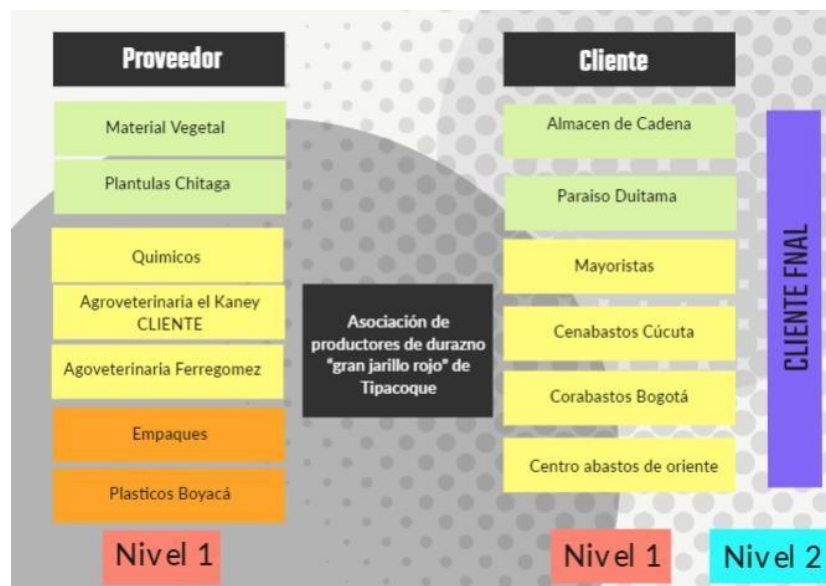 Proveedor
Material Vegetal
Plantulas Chitaga
Quimicos
Agroveterinaria el Kaney
CLIENTE
Agoveterinaria Ferregomez
Empaques
Plasticos Boyacá
Nivel 1
Asociación de
productores de durazno
“gran jarillo rojo” de
Tipacoque
Cliente
Almacen de Cadena
Paraiso Duitama
Mayoristas
Cenabastos Cúcuta
Corabastos Bogotá
Centro abastos de oriente
Nivel 1
CLIENTE FNAL
Nivel 2